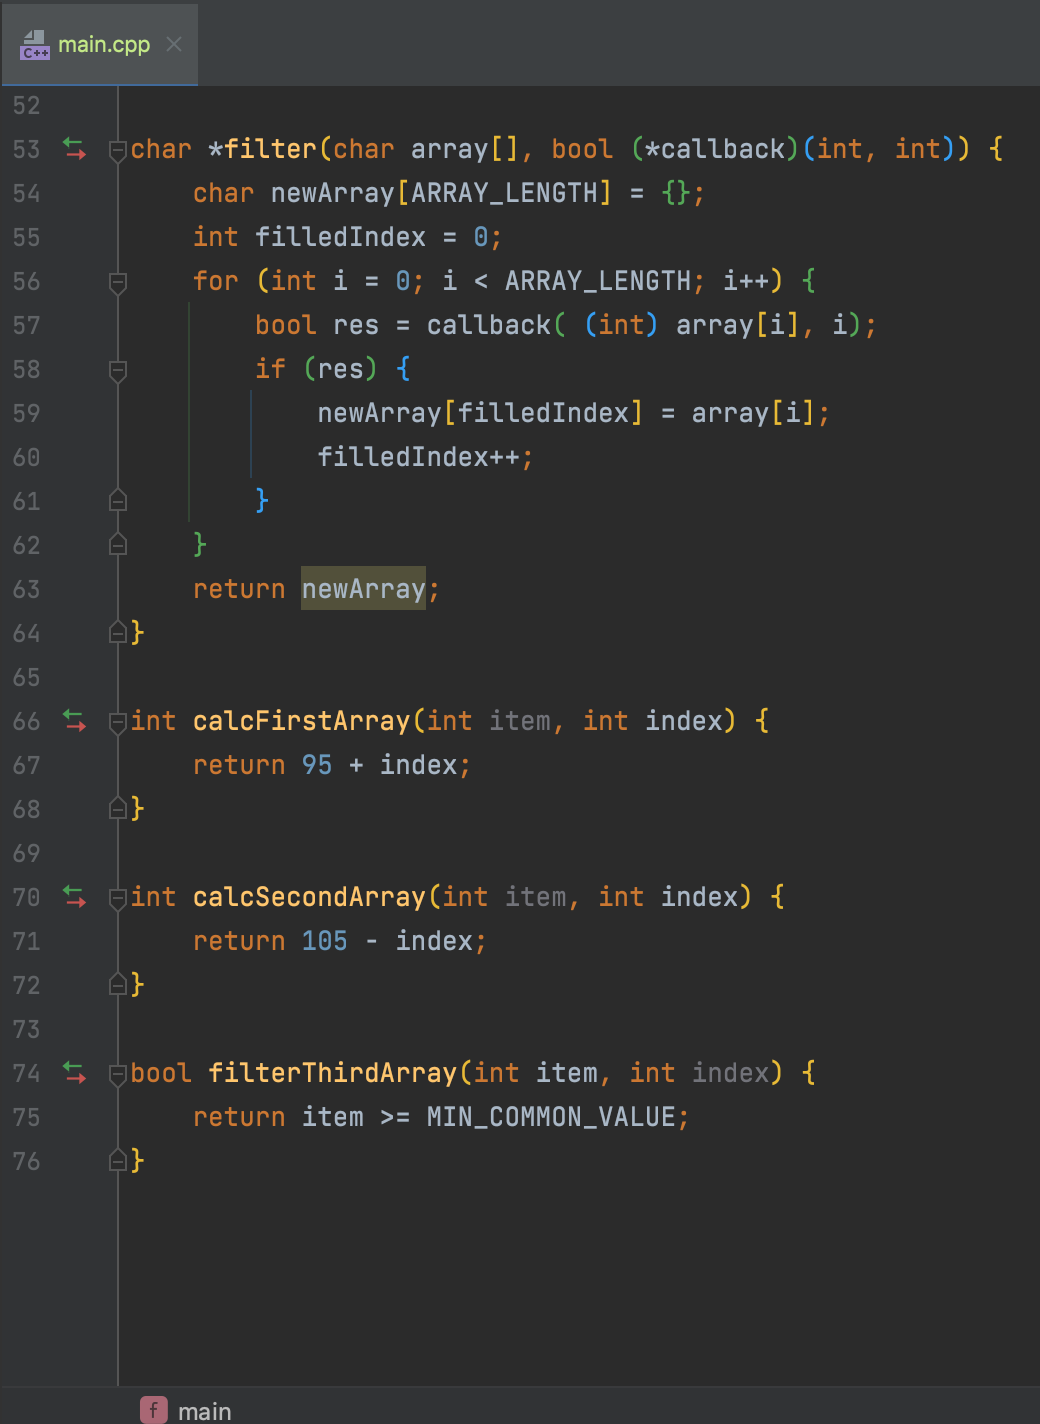 C++ main.cpp
52
53 char *filter(char array[], bool (*callback)(int, int)) {
54     char newArray[ARRAY_LENGTH] = {};
55     int filledIndex = 0;
56     for (int i = 0; i < ARRAY_LENGTH; i++) {
57         bool res = callback( (int) array[i], i);
58         if (res) {
59             newArray[filledIndex] = array[i];
60             filledIndex++;
61         }
62     }
63     return newArray;
64 }
65
66 int calcFirstArray(int item, int index) {
67     return 95 + index;
68 }
69
70 int calcSecondArray(int item, int index) {
71     return 105 - index;
72 }
73
74 bool filterThirdArray(int item, int index) {
75     return item >= MIN_COMMON_VALUE;
76 }
f main